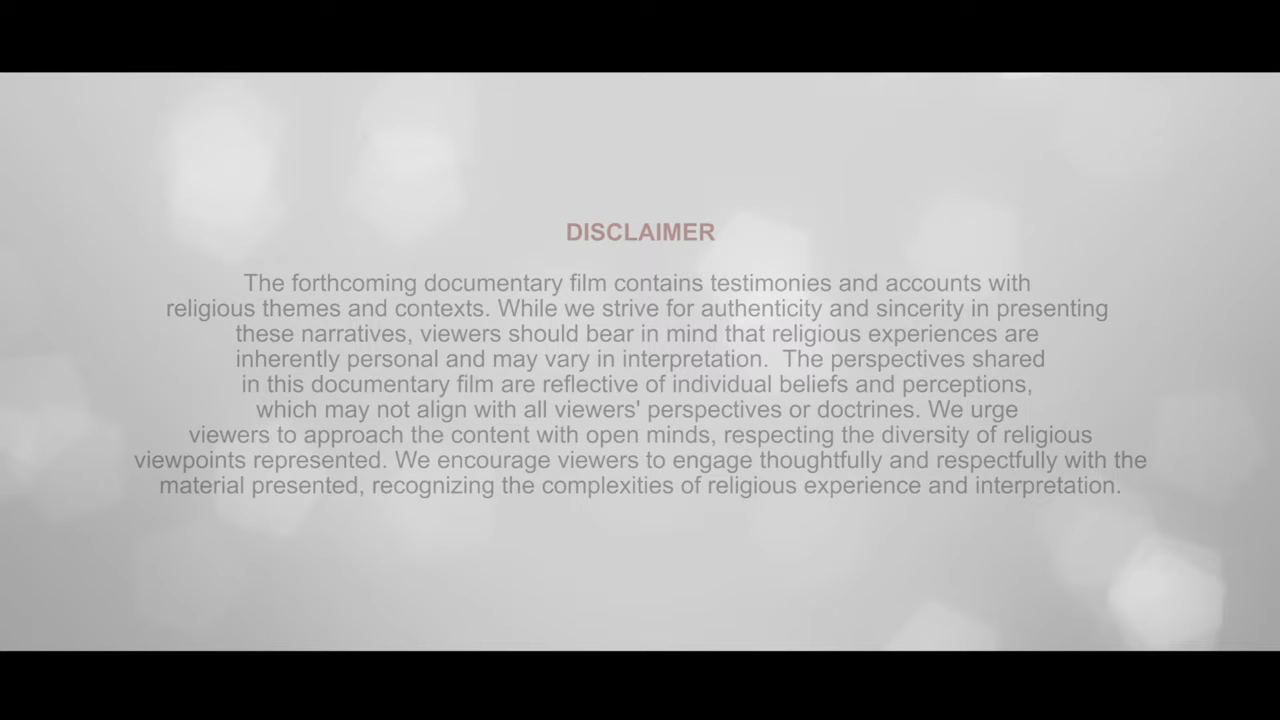 DISCLAIMER
The forthcoming documentary film contains testimonies and accounts with
religious themes and contexts. While we strive for authenticity and sincerity in presenting
these narratives, viewers should bear in mind that religious experiences are
inherently personal and may vary in interpretation.  The perspectives shared
in this documentary film are reflective of individual beliefs and perceptions,
which may not align with all viewers' perspectives or doctrines. We urge
viewers to approach the content with open minds, respecting the diversity of religious
viewpoints represented. We encourage viewers to engage thoughtfully and respectfully with the
material presented, recognizing the complexities of religious experience and interpretation.